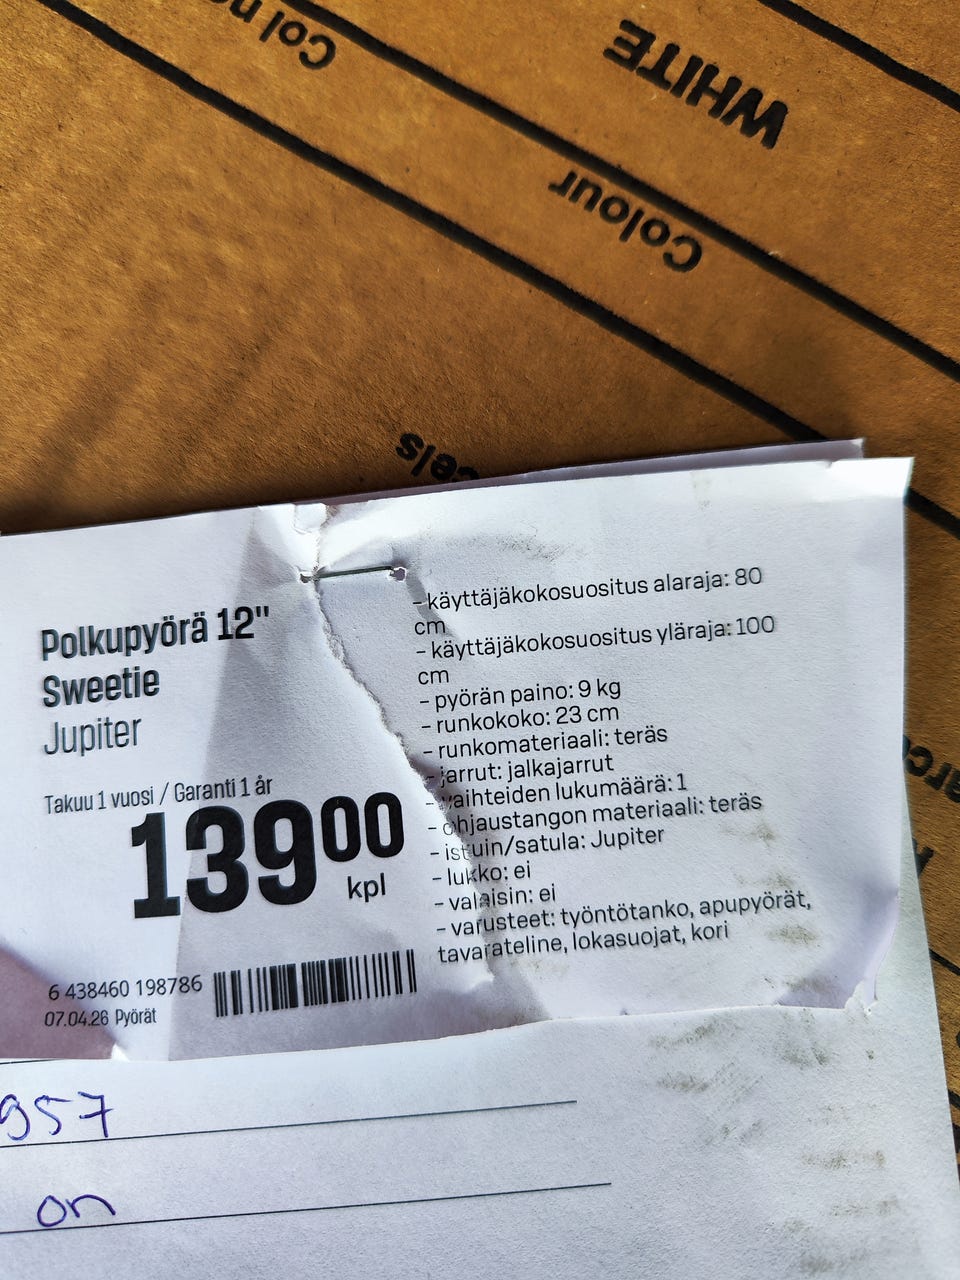 Col
WHITE
Colour
Polkupyörä 12"
Sweetie
Jupiter
Takuu 1 vuosi / Garanti 1 år
139 00
kpl
6 438460 198786
07.04.26 Pyörät
- käyttäjäkokosuositus alaraja: 80
cm
- käyttäjäkokosuositus yläraja: 100
cm
- pyörän paino: 9 kg
- runkokoko: 23 cm
- runkomateriaali: teräs
- jarrut: jalkajarrut
- vaihteiden lukumäärä: 1
- ohjaustangon materiaali: teräs
- istuin/satula: Jupiter
- lukko: ei
- valaisin: ei
- varusteet: työntötanko, apupyörät,
tavarateline, lokasuojat, kori
957
on